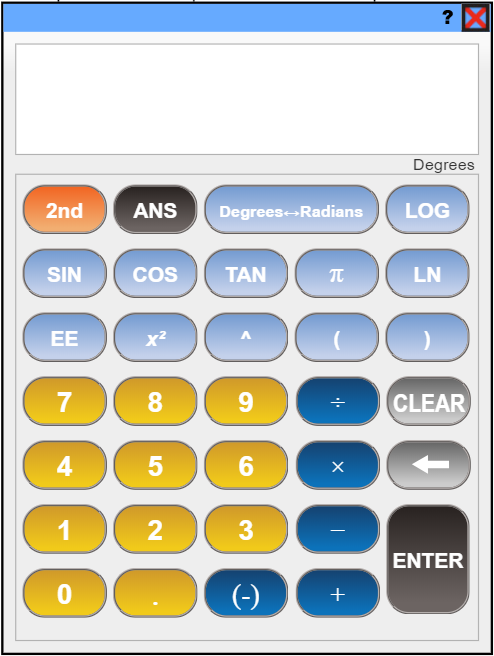 ?
Degrees
2nd ANS Degrees↔Radians LOG
SIN COS TAN π LN
EE x² ^ ( )
7 8 9 ÷ CLEAR
4 5 6 ×
1 2 3 −
ENTER
0 . (-) +